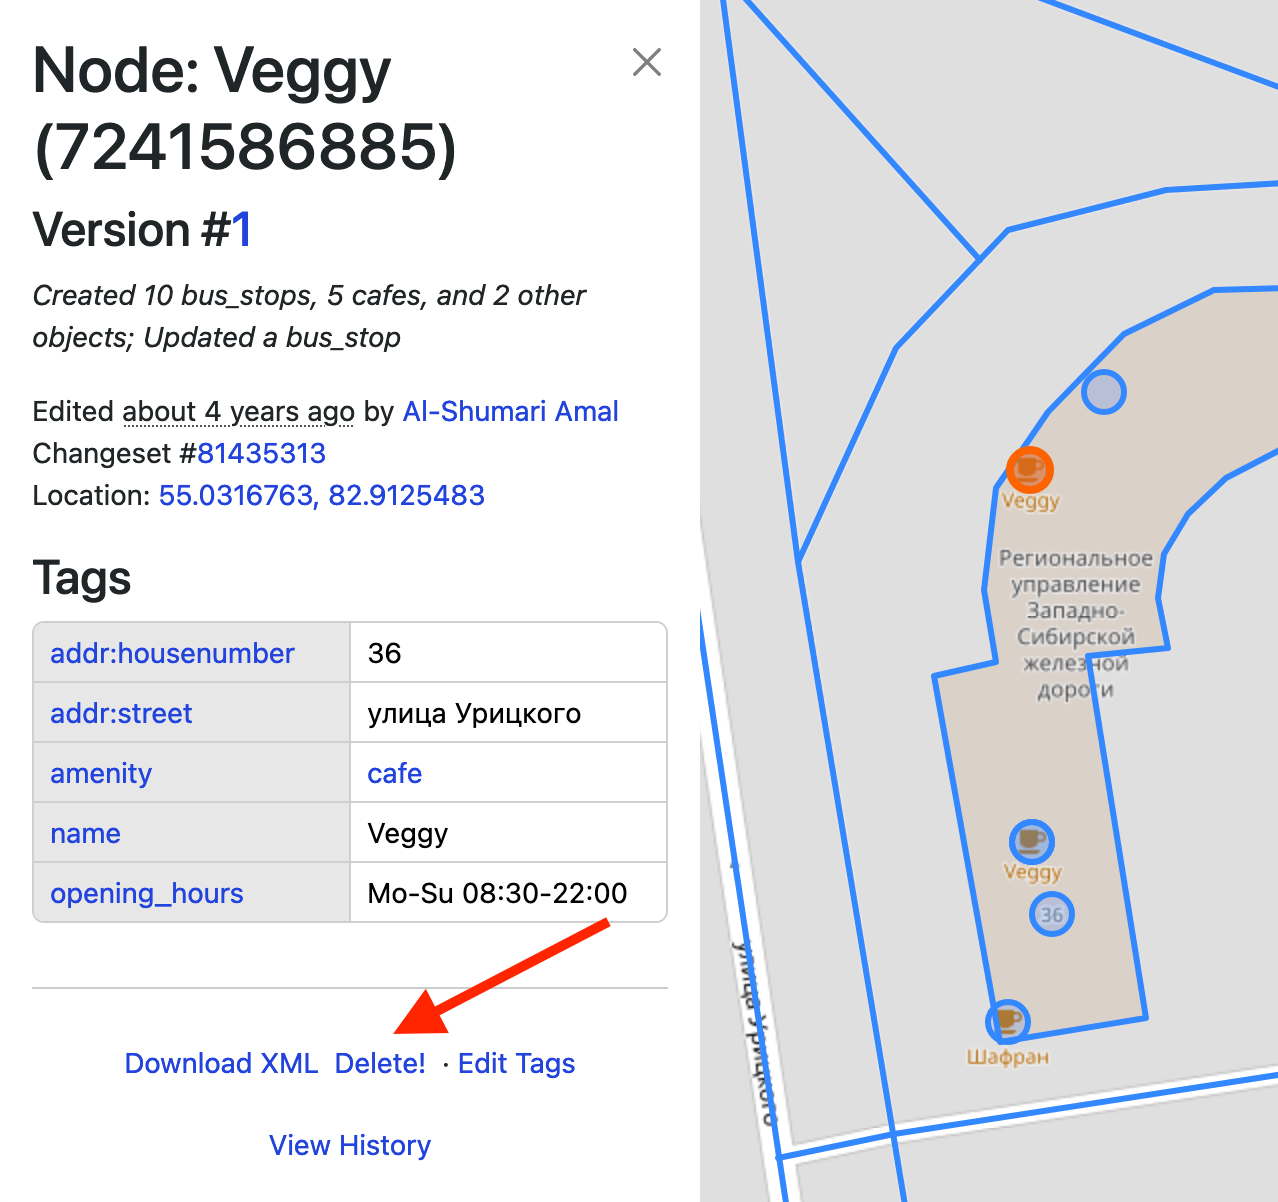 Node: Veggy
(7241586885)
Version #1
Created 10 bus_stops, 5 cafes, and 2 other
objects; Updated a bus_stop
Edited about 4 years ago by Al-Shumari Amal
Changeset #81435313
Location: 55.0316763, 82.9125483
Tags
addr:housenumber 36
addr:street улица Урицкого
amenity cafe
name Veggy
opening_hours Mo-Su 08:30-22:00
Download XML Delete! · Edit Tags
View History
Veggy
Региональное
управление
Западно-
Сибирской
железной
дороги
Veggy
36
Шафран
улица Урицкого